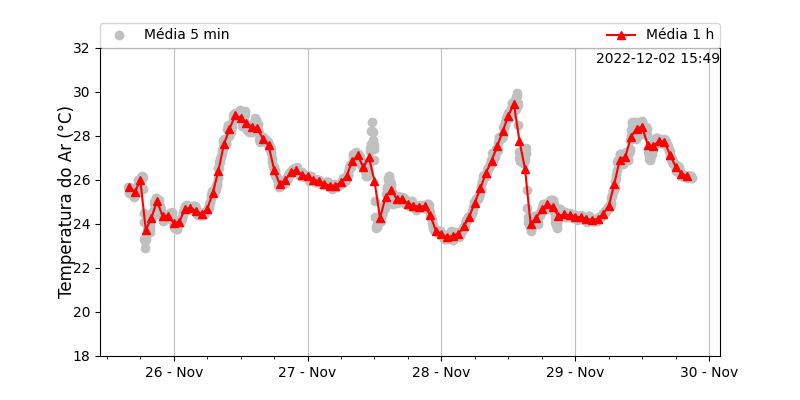 Média 5 min
Média 1 h
2022-12-02 15:49
Temperatura do Ar (°C)
32
30
28
26
24
22
20
18
26 - Nov
27 - Nov
28 - Nov
29 - Nov
30 - Nov